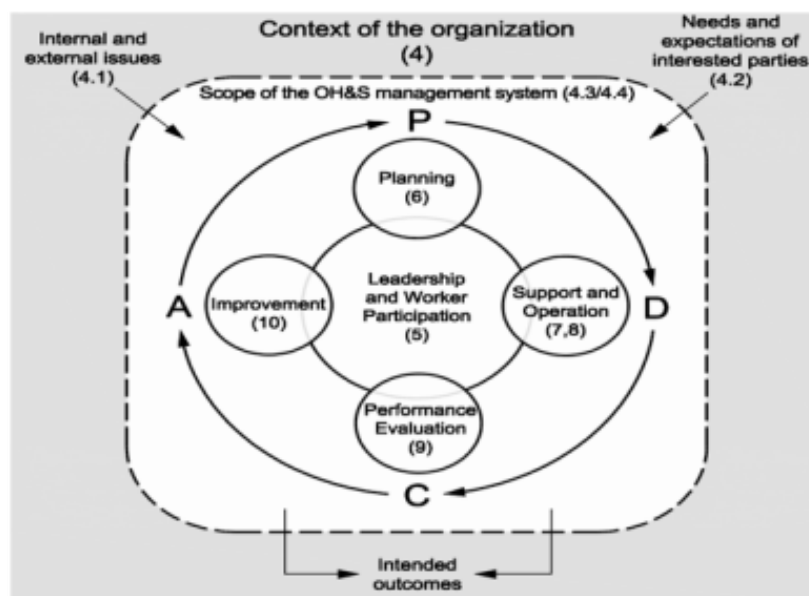 Context of the organization
(4)
Internal and
external issues
(4.1)
Needs and
expectations of
interested parties
(4.2)
Scope of the OH&S management system (4.3/4.4)
P
Planning
(6)
A
Improvement
(10)
Leadership
and Worker
Participation
(5)
Support and
Operation
(7,8)
D
Performance
Evaluation
(9)
C
Intended
outcomes